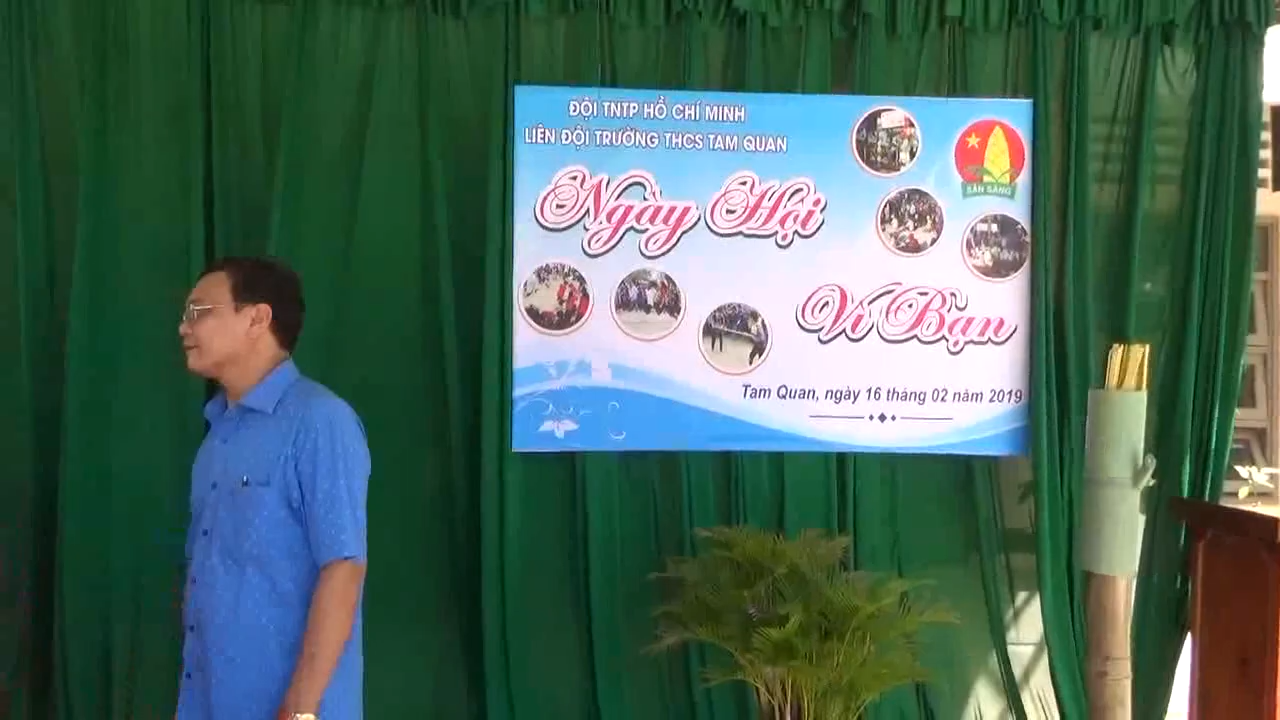 ĐỘI TNTP HỒ CHÍ MINH
LIÊN ĐỘI TRƯỜNG THCS TAM QUAN
SẴN SÀNG
Ngày Hội
Vì Bạn
Tam Quan, ngày 16 tháng 02 năm 2019